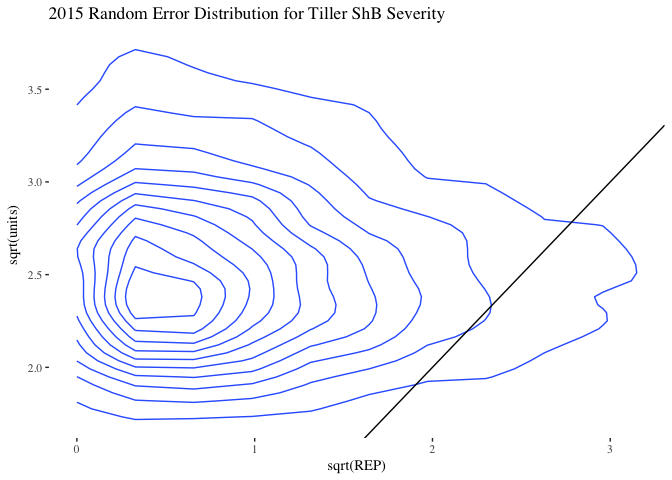 2015 Random Error Distribution for Tiller ShB Severity
3.5
3.0
2.5
2.0
sqrt(units)
0 1 2 3
sqrt(REP)